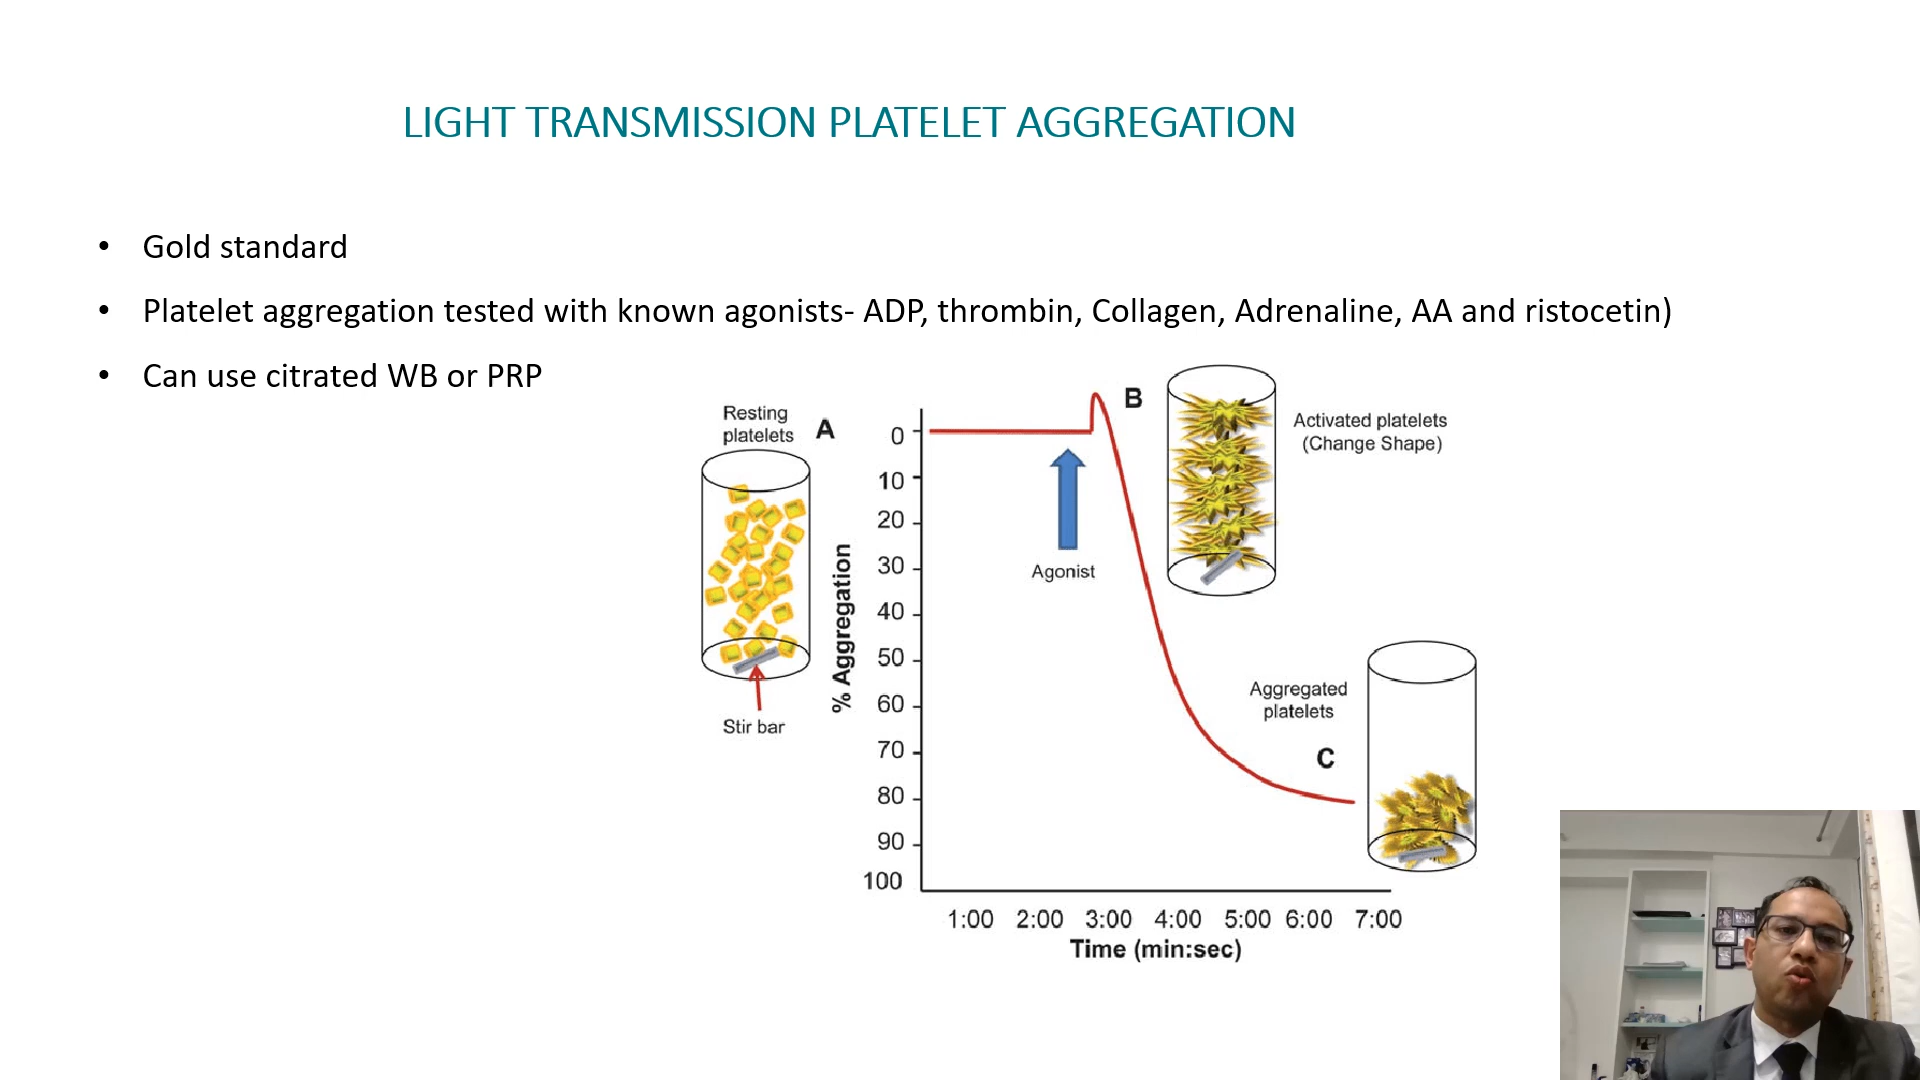 LIGHT TRANSMISSION PLATELET AGGREGATION
• Gold standard
• Platelet aggregation tested with known agonists- ADP, thrombin, Collagen, Adrenaline, AA and ristocetin)
• Can use citrated WB or PRP
Resting
platelets
A
Stir bar
% Aggregation
0
10
20
30
40
50
60
70
80
90
100
Agonist
B
Activated platelets
(Change Shape)
Aggregated
platelets
C
1:00 2:00 3:00 4:00 5:00 6:00 7:00
Time (min:sec)